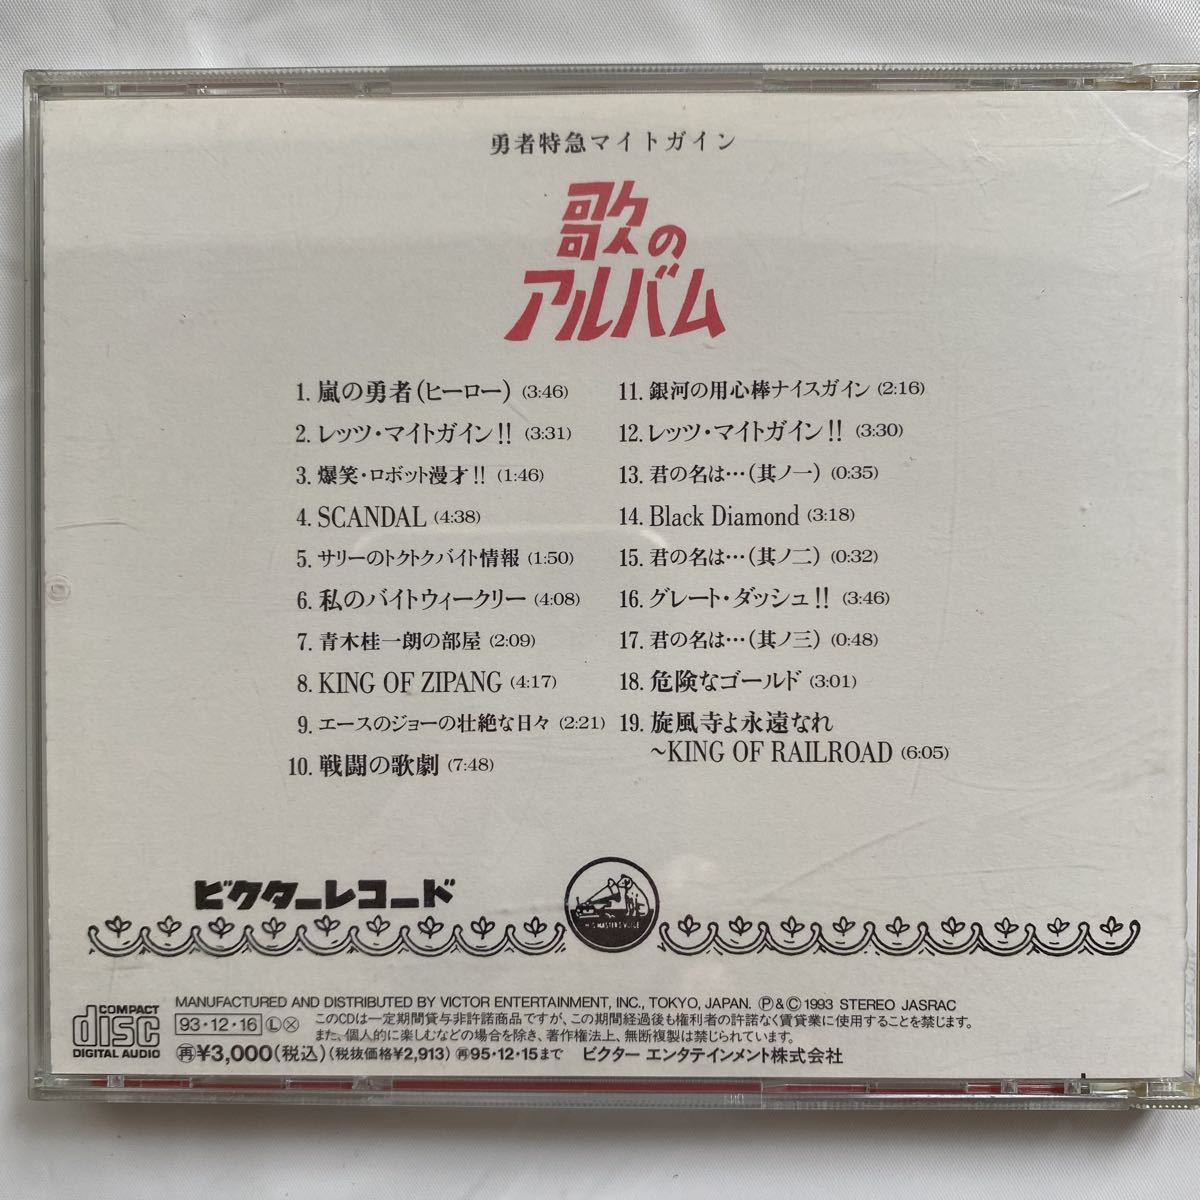 勇者特急マイトガイン
歌の
アルバム
1. 嵐の勇者(ヒーロー) (3:46)
2. レッツ・マイトガイン!! (3:31)
3. 爆笑・ロボット漫才!! (1:46)
4. SCANDAL (4:38)
5. サリーのトクトクバイト情報 (1:50)
6. 私のバイトウィークリー (4:08)
7. 青木桂一朗の部屋 (2:09)
8. KING OF ZIPANG (4:17)
9. エースのジョーの壮絶な日々 (2:21)
10. 戦闘の歌劇 (7:48)
11. 銀河の用心棒ナイスガイン (2:16)
12. レッツ・マイトガイン!! (3:30)
13. 君の名は…(其ノ一) (0:35)
14. Black Diamond (3:18)
15. 君の名は…(其ノ二) (0:32)
16. グレート・ダッシュ!! (3:46)
17. 君の名は…(其ノ三) (0:48)
18. 危険なゴールド (3:01)
19. 旋風寺よ永遠なれ
~KING OF RAILROAD (6:05)
ビクターレコード
HIS MASTER'S VOICE
COMPACT
disc
DIGITAL AUDIO
MANUFACTURED AND DISTRIBUTED BY VICTOR ENTERTAINMENT, INC., TOKYO, JAPAN. Ⓟ&Ⓒ 1993 STEREO JASRAC
93・12・16 Ⓛ Ⓧ このCDは一定期間貸与非許諾商品ですが、この期間経過後も権利者の許諾なく賃貸業に使用することを禁じます。
また、個人的に楽しむなどの場合を除き、著作権法上、無断複製は禁じられています。
再¥3,000(税込)(税抜価格¥2,913) 再95・12・15まで ビクター エンタテインメント株式会社